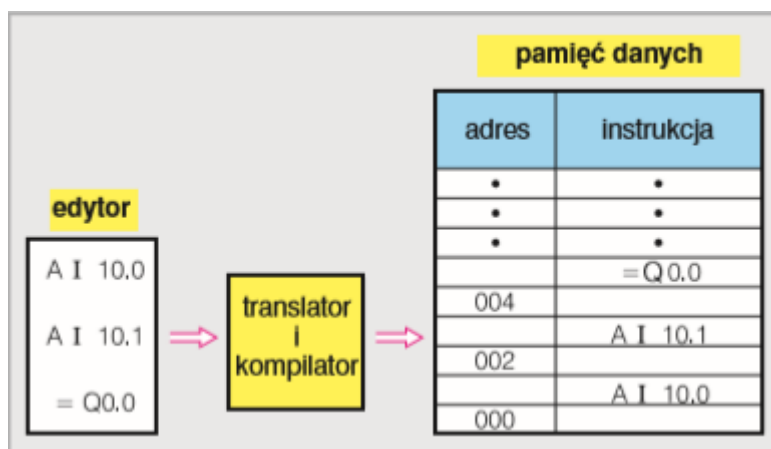 pamięć danych
adres instrukcja
• •
• •
• •
edytor
A I 10.0
A I 10.1
= Q0.0
translator
i
kompilator
=Q0.0
004
A I 10.1
002
A I 10.0
000